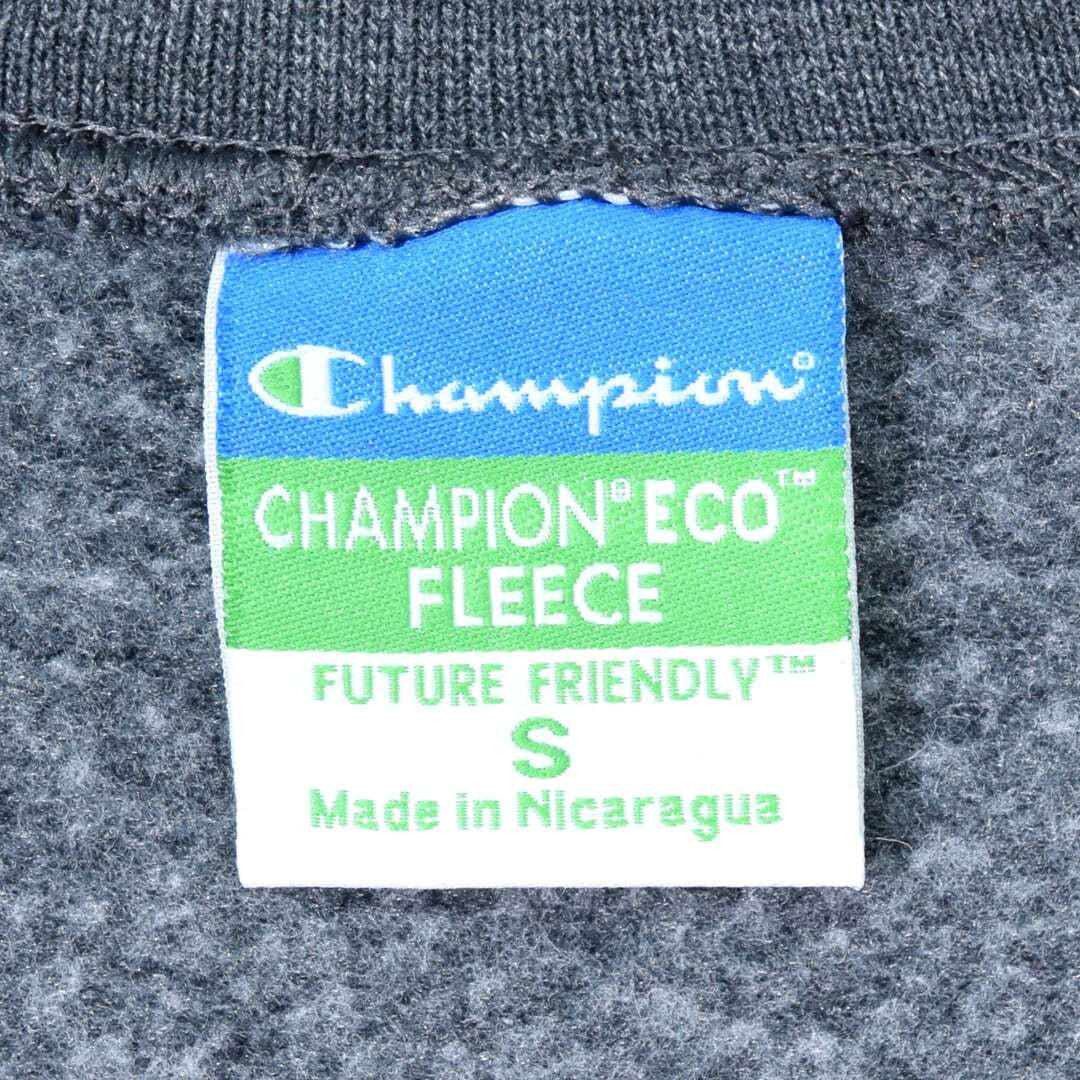 Champion®
CHAMPION® ECO™
FLEECE
FUTURE FRIENDLY™
S
Made in Nicaragua